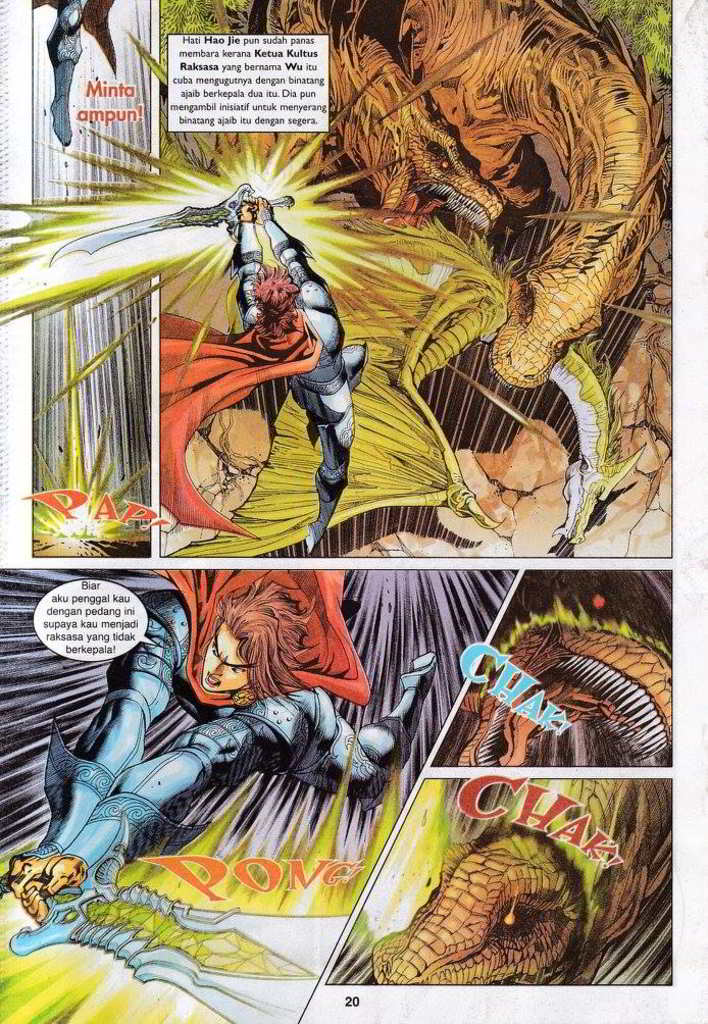 Minta
ampun!
Hati Hao Jie pun sudah panas
membara kerana Ketua Kultus
Raksasa yang bernama Wu itu
cuba mengugutnya dengan binatang
ajaib berkepala dua itu. Dia pun
mengambil inisiatif untuk menyerang
binatang ajaib itu dengan segera.
PAP!
Biar
aku penggal kau
dengan pedang ini
supaya kau menjadi
raksasa yang tidak
berkepala!
CHAK!
CHAK!
PONG!
20